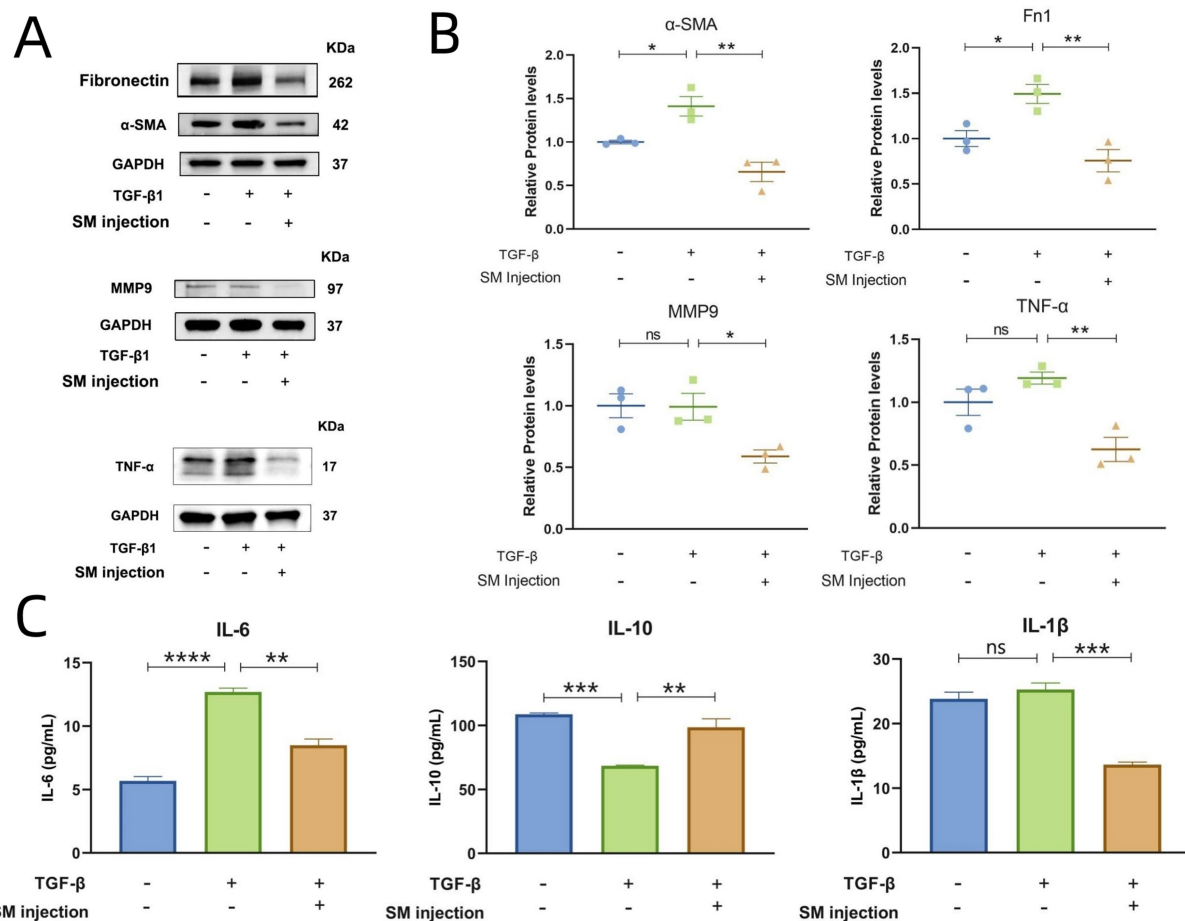 A
KDa
Fibronectin 262
α-SMA 42
GAPDH 37
TGF-β1 - + +
SM injection - - +
KDa
MMP9 97
GAPDH 37
TGF-β1 - + +
SM injection - - +
KDa
TNF-α 17
GAPDH 37
TGF-β1 - + +
SM injection - - +
B
α-SMA
* **
Relative Protein levels
2.0
1.5
1.0
0.5
0.0
TGF-β - + +
SM Injection - - +
Fn1
* **
Relative Protein levels
2.0
1.5
1.0
0.5
0.0
TGF-β - + +
SM Injection - - +
MMP9
ns *
Relative Protein levels
1.5
1.0
0.5
0.0
TGF-β - + +
SM Injection - - +
TNF-α
ns **
Relative Protein levels
1.5
1.0
0.5
0.0
TGF-β - + +
SM Injection - - +
C
IL-6
**** **
IL-6 (pg/mL)
15
10
5
0
TGF-β - + +
SM injection - - +
IL-10
*** **
IL-10 (pg/mL)
150
100
50
0
TGF-β - + +
SM injection - - +
IL-1β
ns ***
IL-1β (pg/mL)
30
20
10
0
TGF-β - + +
SM injection - - +